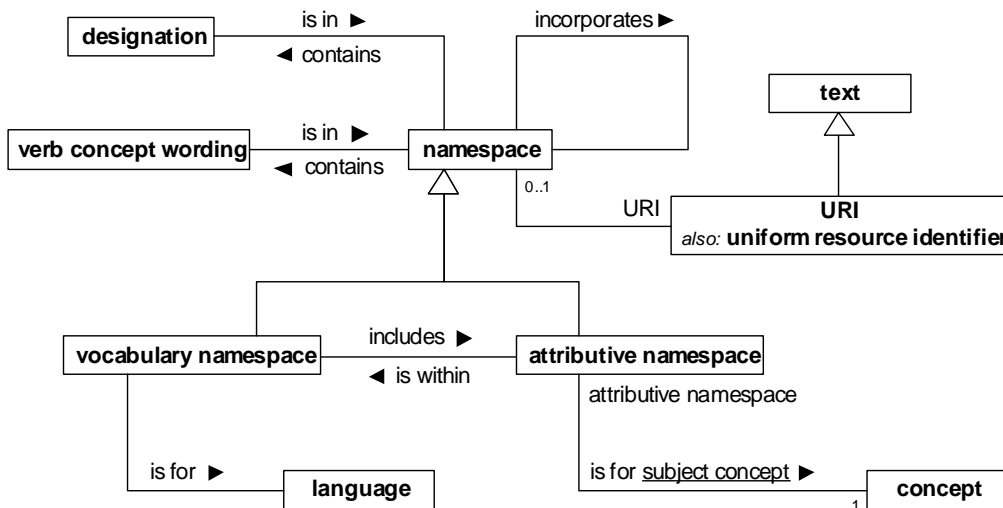 is in ►
designation
◄ contains
incorporates ►
text
is in ►
verb concept wording
◄ contains
namespace
0..1
URI
URI
also: uniform resource identifier
includes ►
vocabulary namespace
◄ is within
attributive namespace
attributive namespace
is for ►
language
is for subject concept ►
1
concept